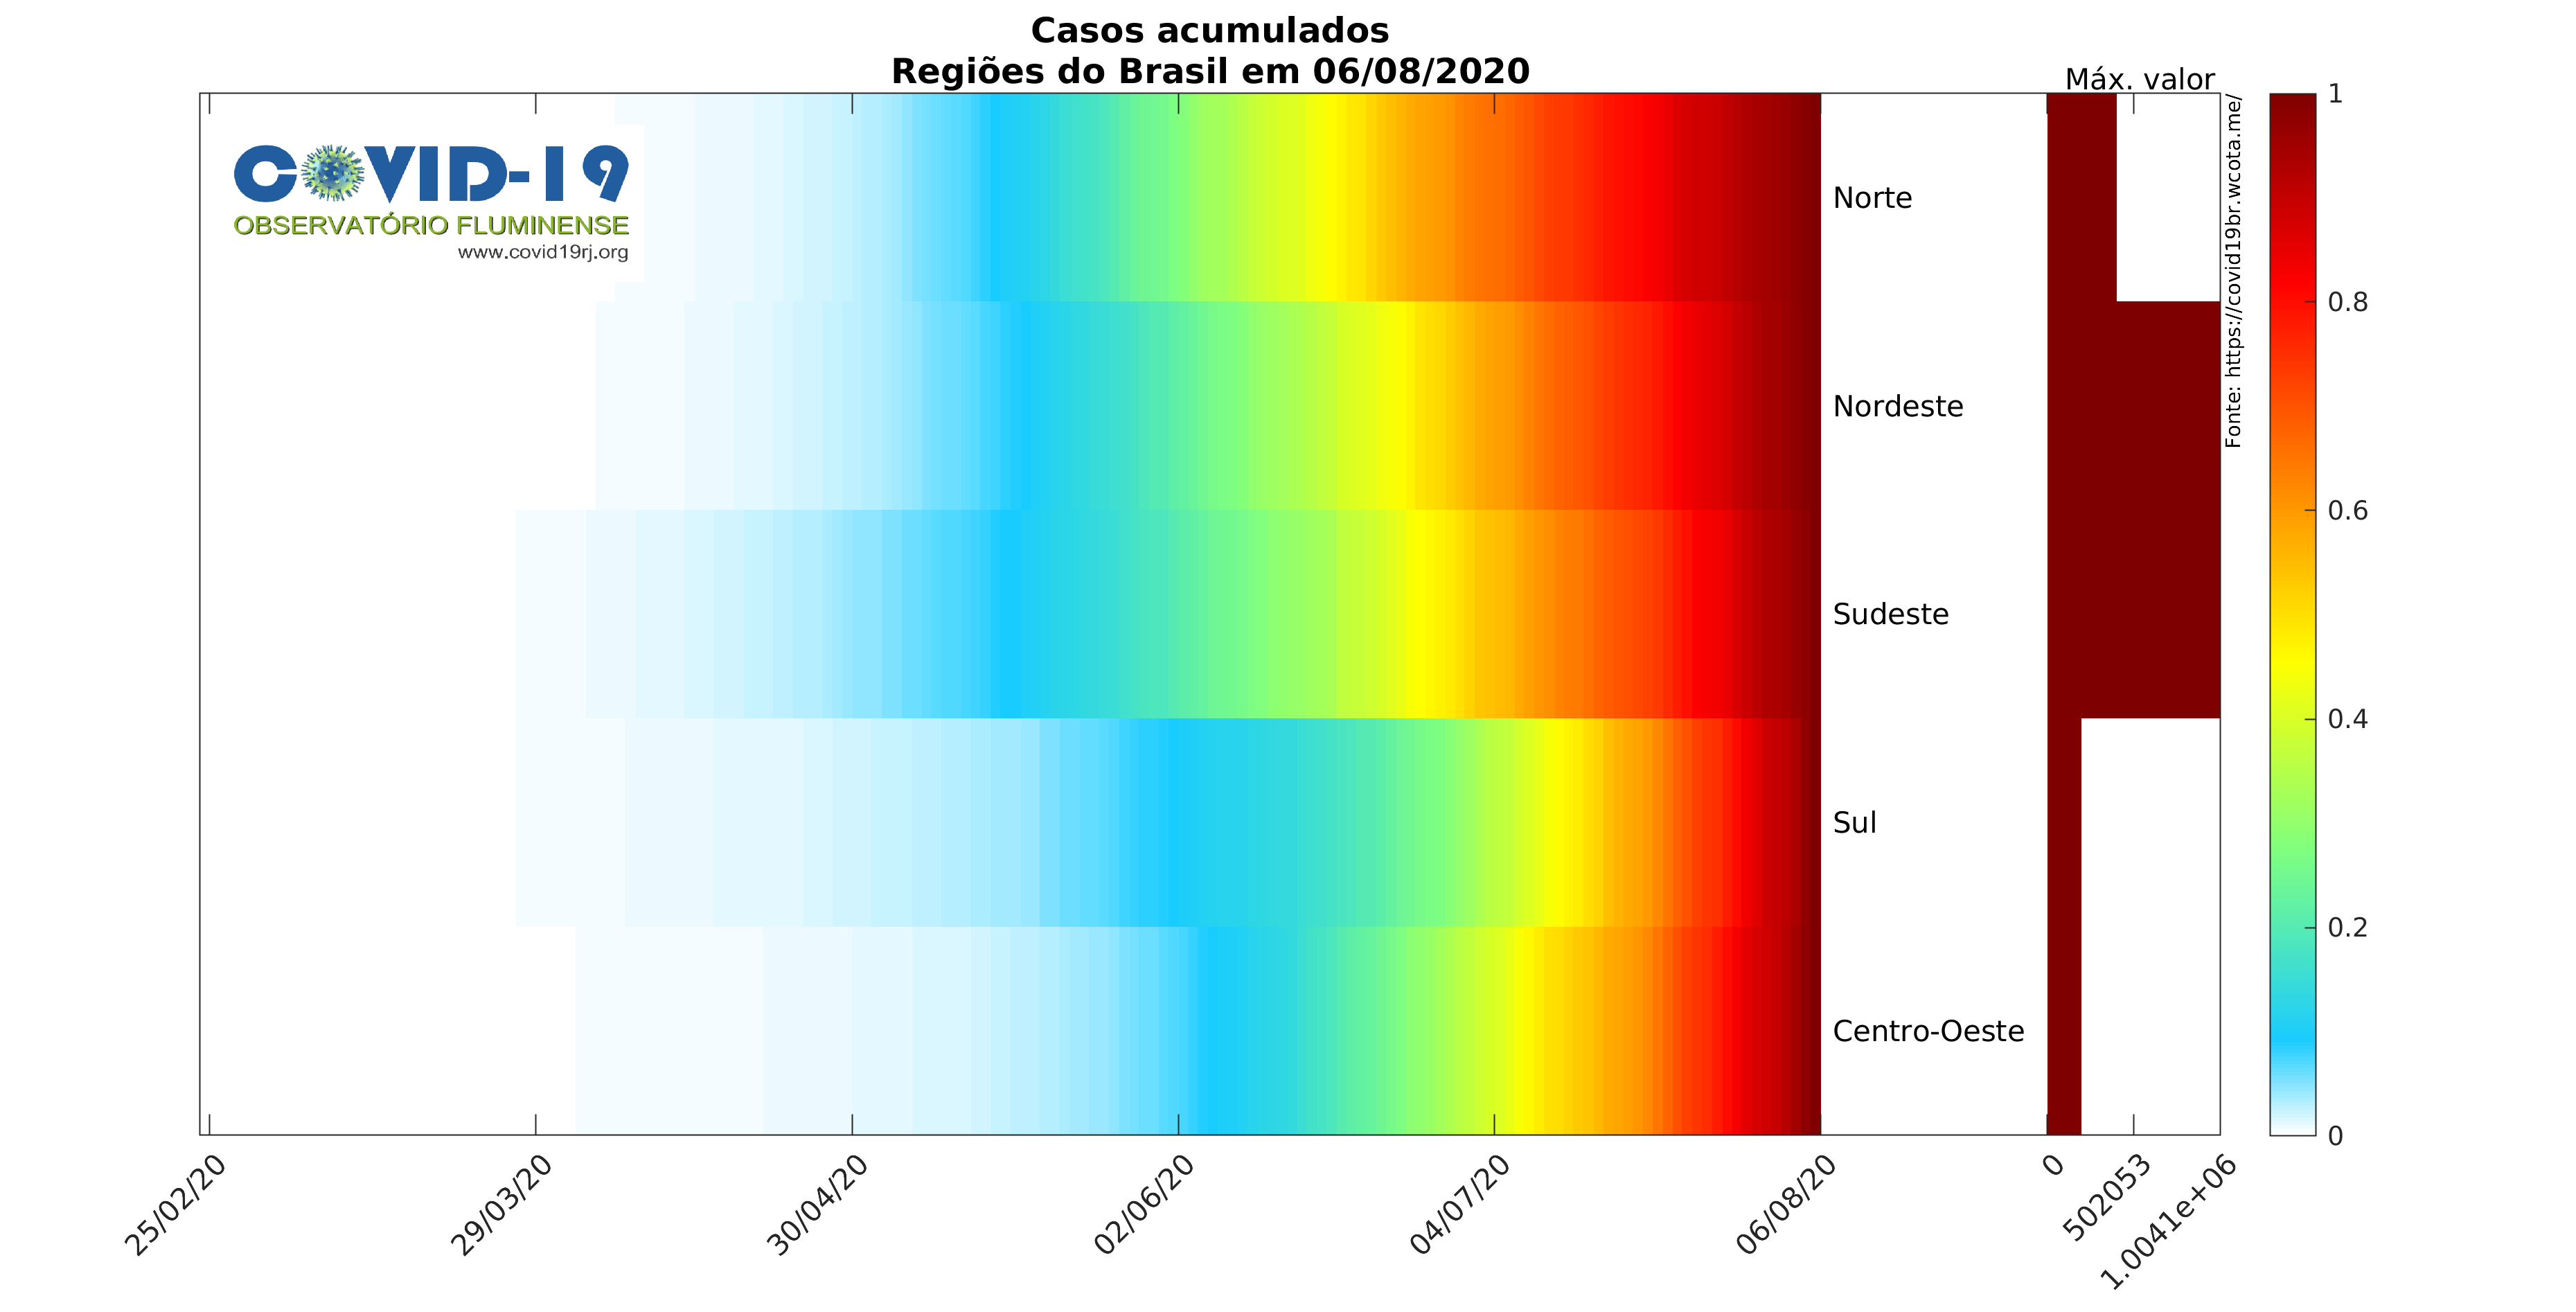 Casos acumulados
Regiões do Brasil em 06/08/2020
Máx. valor
COVID-19
OBSERVATÓRIO FLUMINENSE
www.covid19rj.org
Norte
Nordeste
Sudeste
Sul
Centro-Oeste
Fonte: https://covid19br.wcota.me/
1
0.8
0.6
0.4
0.2
0
25/02/20
29/03/20
30/04/20
02/06/20
04/07/20
06/08/20
0
502053
1.0041e+06